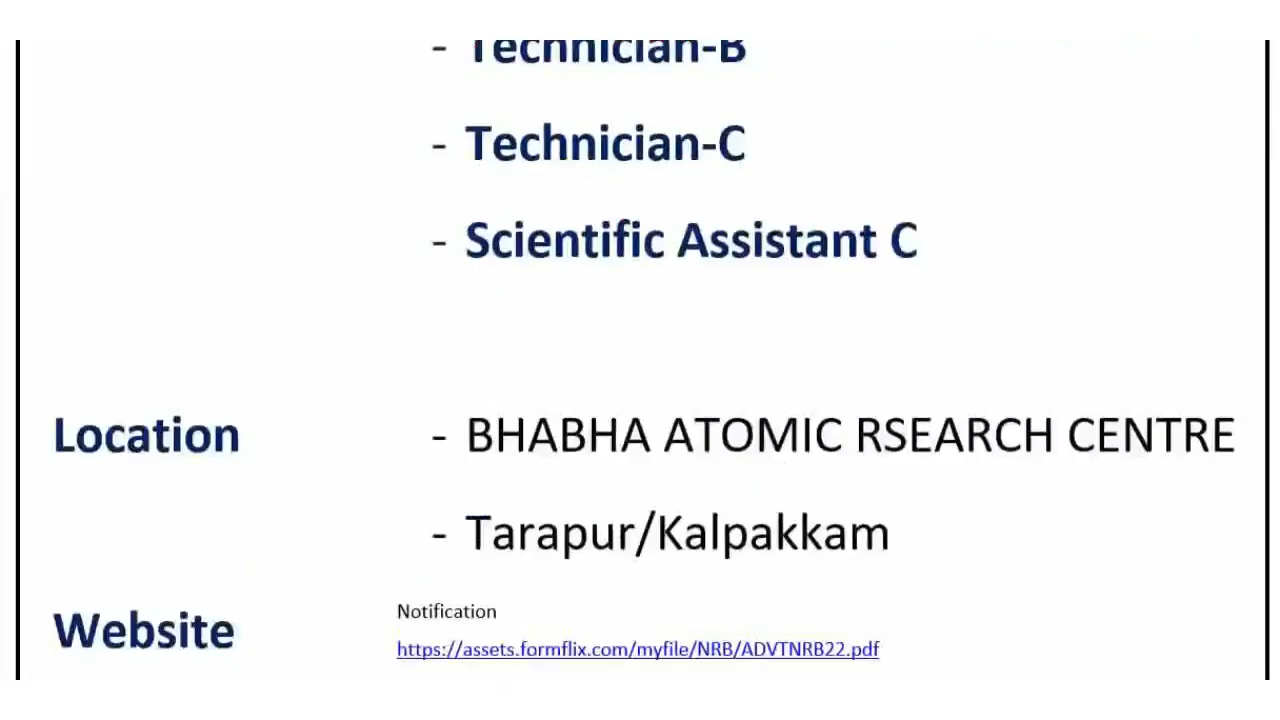 - Technician-B
- Technician-C
- Scientific Assistant C
Location - BHABHA ATOMIC RSEARCH CENTRE
- Tarapur/Kalpakkam
Website Notification
https://assets.formflix.com/myfile/NRB/ADVTNRB22.pdf